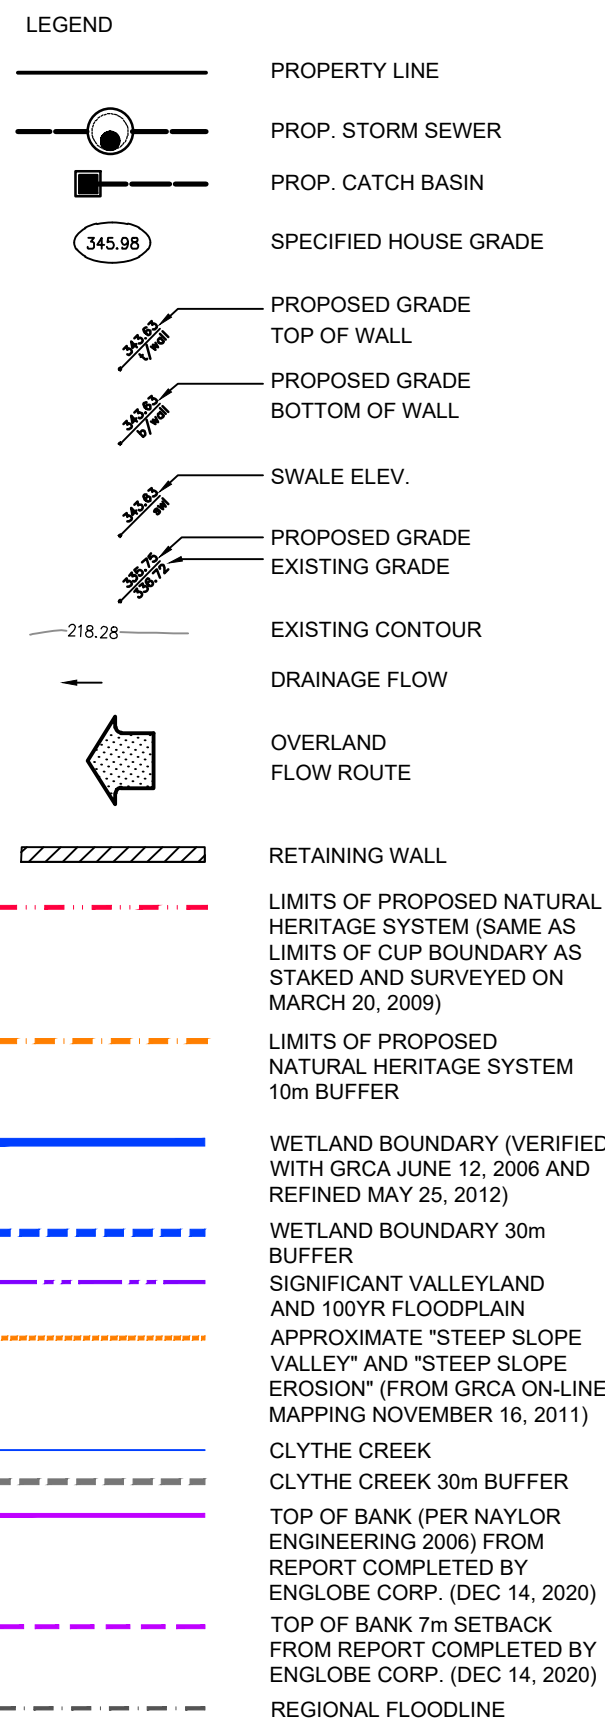 LEGEND
PROPERTY LINE
PROP. STORM SEWER
PROP. CATCH BASIN
345.98
SPECIFIED HOUSE GRADE
343.63
t/wall
PROPOSED GRADE
TOP OF WALL
343.63
b/wall
PROPOSED GRADE
BOTTOM OF WALL
343.63
swl
SWALE ELEV.
335.75
336.72
PROPOSED GRADE
EXISTING GRADE
218.28
EXISTING CONTOUR
DRAINAGE FLOW
OVERLAND
FLOW ROUTE
RETAINING WALL
LIMITS OF PROPOSED NATURAL
HERITAGE SYSTEM (SAME AS
LIMITS OF CUP BOUNDARY AS
STAKED AND SURVEYED ON
MARCH 20, 2009)
LIMITS OF PROPOSED
NATURAL HERITAGE SYSTEM
10m BUFFER
WETLAND BOUNDARY (VERIFIED
WITH GRCA JUNE 12, 2006 AND
REFINED MAY 25, 2012)
WETLAND BOUNDARY 30m
BUFFER
SIGNIFICANT VALLEYLAND
AND 100YR FLOODPLAIN
APPROXIMATE "STEEP SLOPE
VALLEY" AND "STEEP SLOPE
EROSION" (FROM GRCA ON-LINE
MAPPING NOVEMBER 16, 2011)
CLYTHE CREEK
CLYTHE CREEK 30m BUFFER
TOP OF BANK (PER NAYLOR
ENGINEERING 2006) FROM
REPORT COMPLETED BY
ENGLOBE CORP. (DEC 14, 2020)
TOP OF BANK 7m SETBACK
FROM REPORT COMPLETED BY
ENGLOBE CORP. (DEC 14, 2020)
REGIONAL FLOODLINE